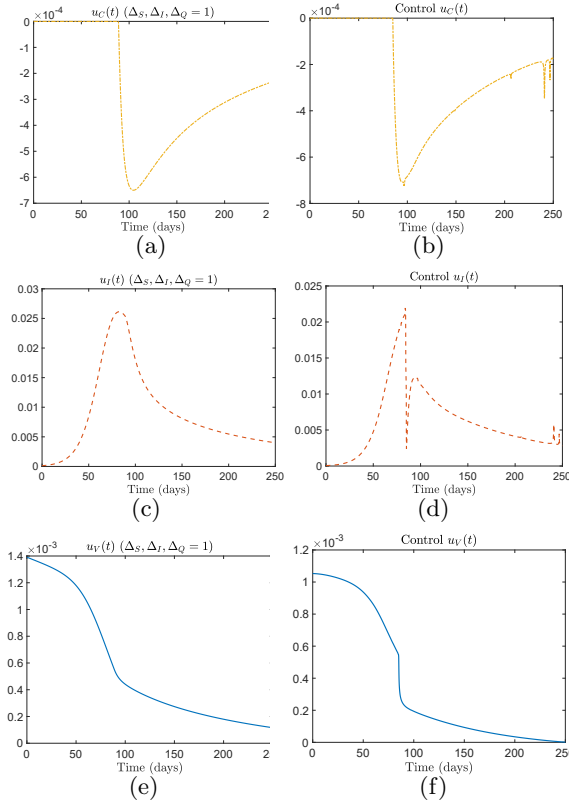 ×10⁻⁴ u_C(t) (Δ_S, Δ_I, Δ_Q = 1)
0
-1
-2
-3
-4
-5
-6
-7
0 50 100 150 200 2
Time (days)
(a)
×10⁻⁴ Control u_C(t)
0
-2
-4
-6
-8
0 50 100 150 200 250
Time (days)
(b)
u_I(t) (Δ_S, Δ_I, Δ_Q = 1)
0.03
0.025
0.02
0.015
0.01
0.005
0
0 50 100 150 200 250
Time (days)
(c)
Control u_I(t)
0.025
0.02
0.015
0.01
0.005
0
0 50 100 150 200 250
Time (days)
(d)
×10⁻³ u_V(t) (Δ_S, Δ_I, Δ_Q = 1)
1.4
1.2
1
0.8
0.6
0.4
0.2
0
0 50 100 150 200 2
Time (days)
(e)
×10⁻³ Control u_V(t)
1.2
1
0.8
0.6
0.4
0.2
0
0 50 100 150 200 250
Time (days)
(f)